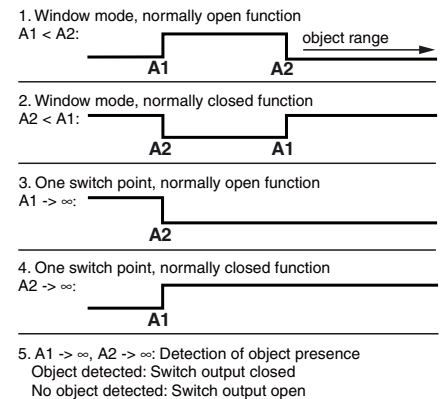 1. Window mode, normally open function
A1 < A2:
object range
A1
A2
2. Window mode, normally closed function
A2 < A1:
A2
A1
3. One switch point, normally open function
A1 -> ∞:
A2
4. One switch point, normally closed function
A2 -> ∞:
A1
5. A1 -> ∞, A2 -> ∞: Detection of object presence
Object detected: Switch output closed
No object detected: Switch output open